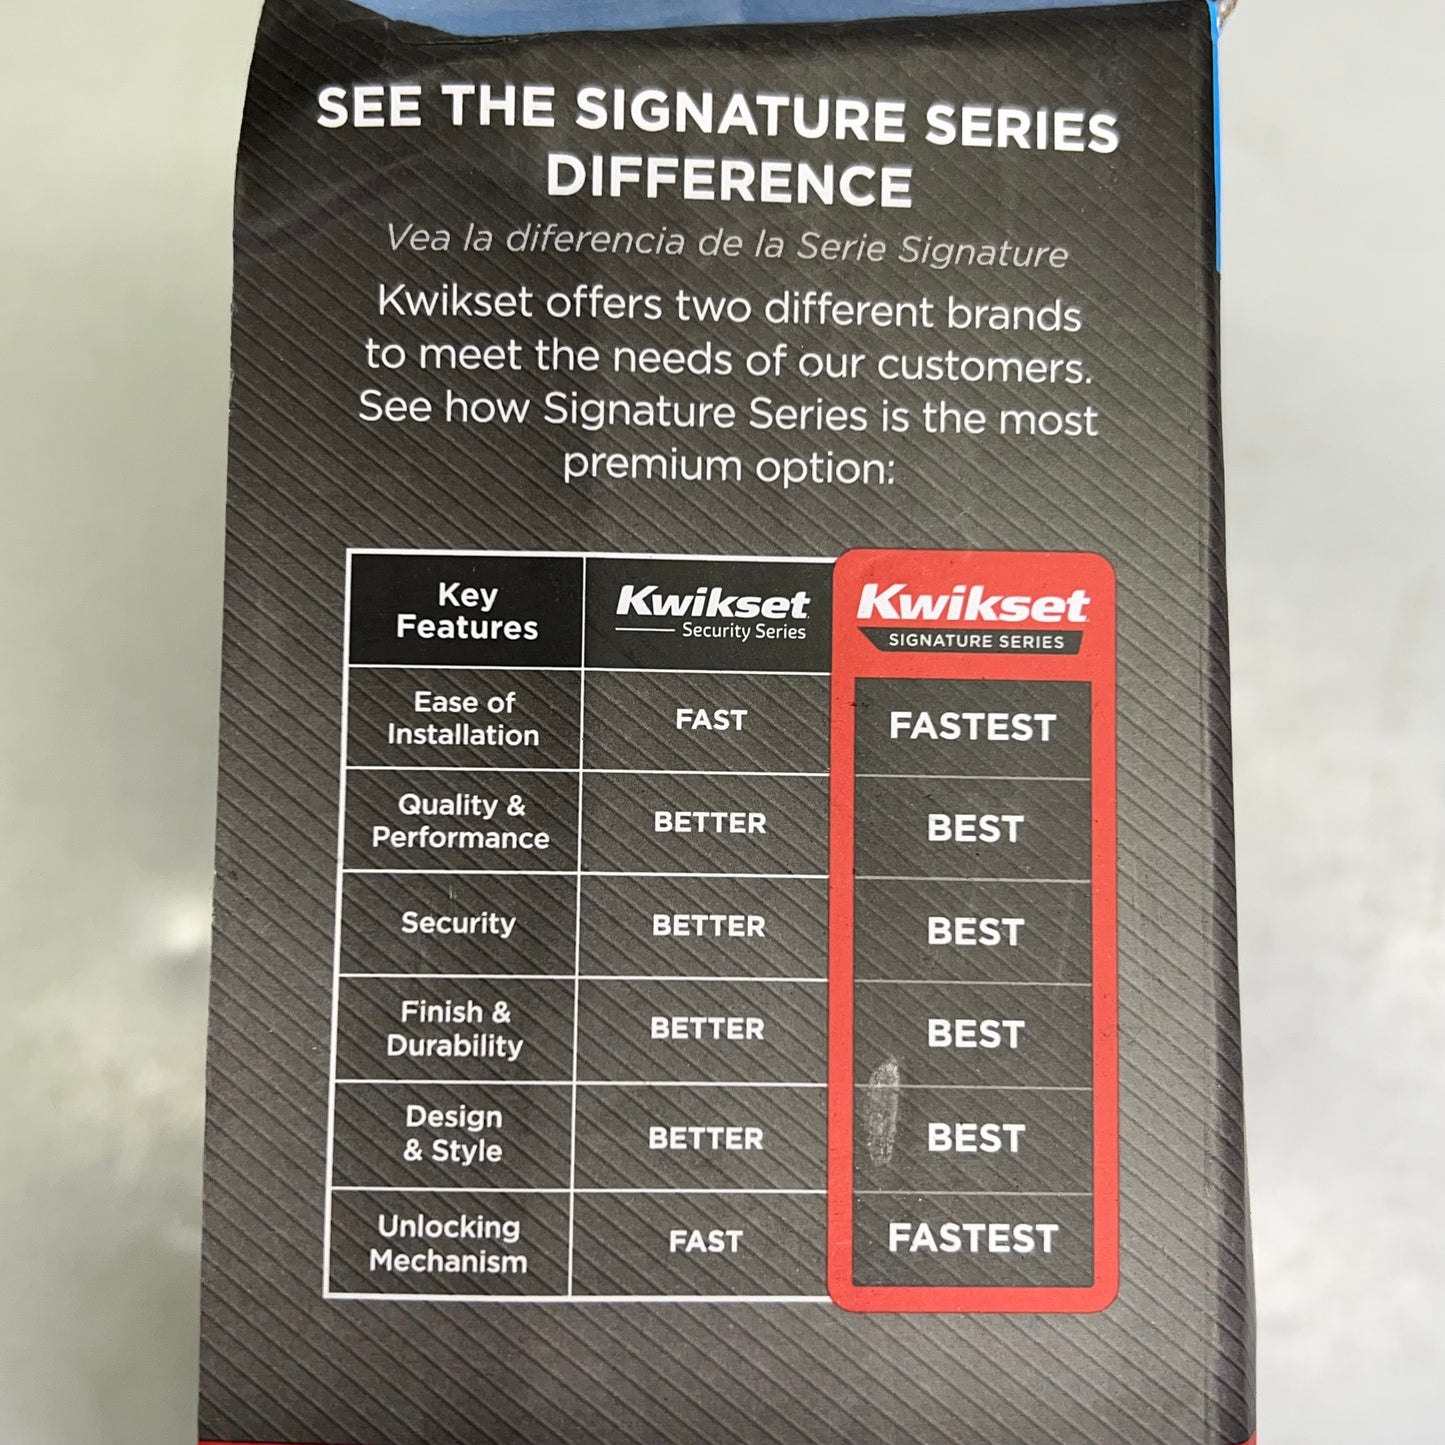 SEE THE SIGNATURE SERIES
DIFFERENCE
Vea la diferencia de la Serie Signature
Kwikset offers two different brands
to meet the needs of our customers.
See how Signature Series is the most
premium option:
Key
Features
Kwikset
Security Series
Kwikset
SIGNATURE SERIES
Ease of
Installation
FAST
FASTEST
Quality &
Performance
BETTER
BEST
Security
BETTER
BEST
Finish &
Durability
BETTER
BEST
Design
& Style
BETTER
BEST
Unlocking
Mechanism
FAST
FASTEST